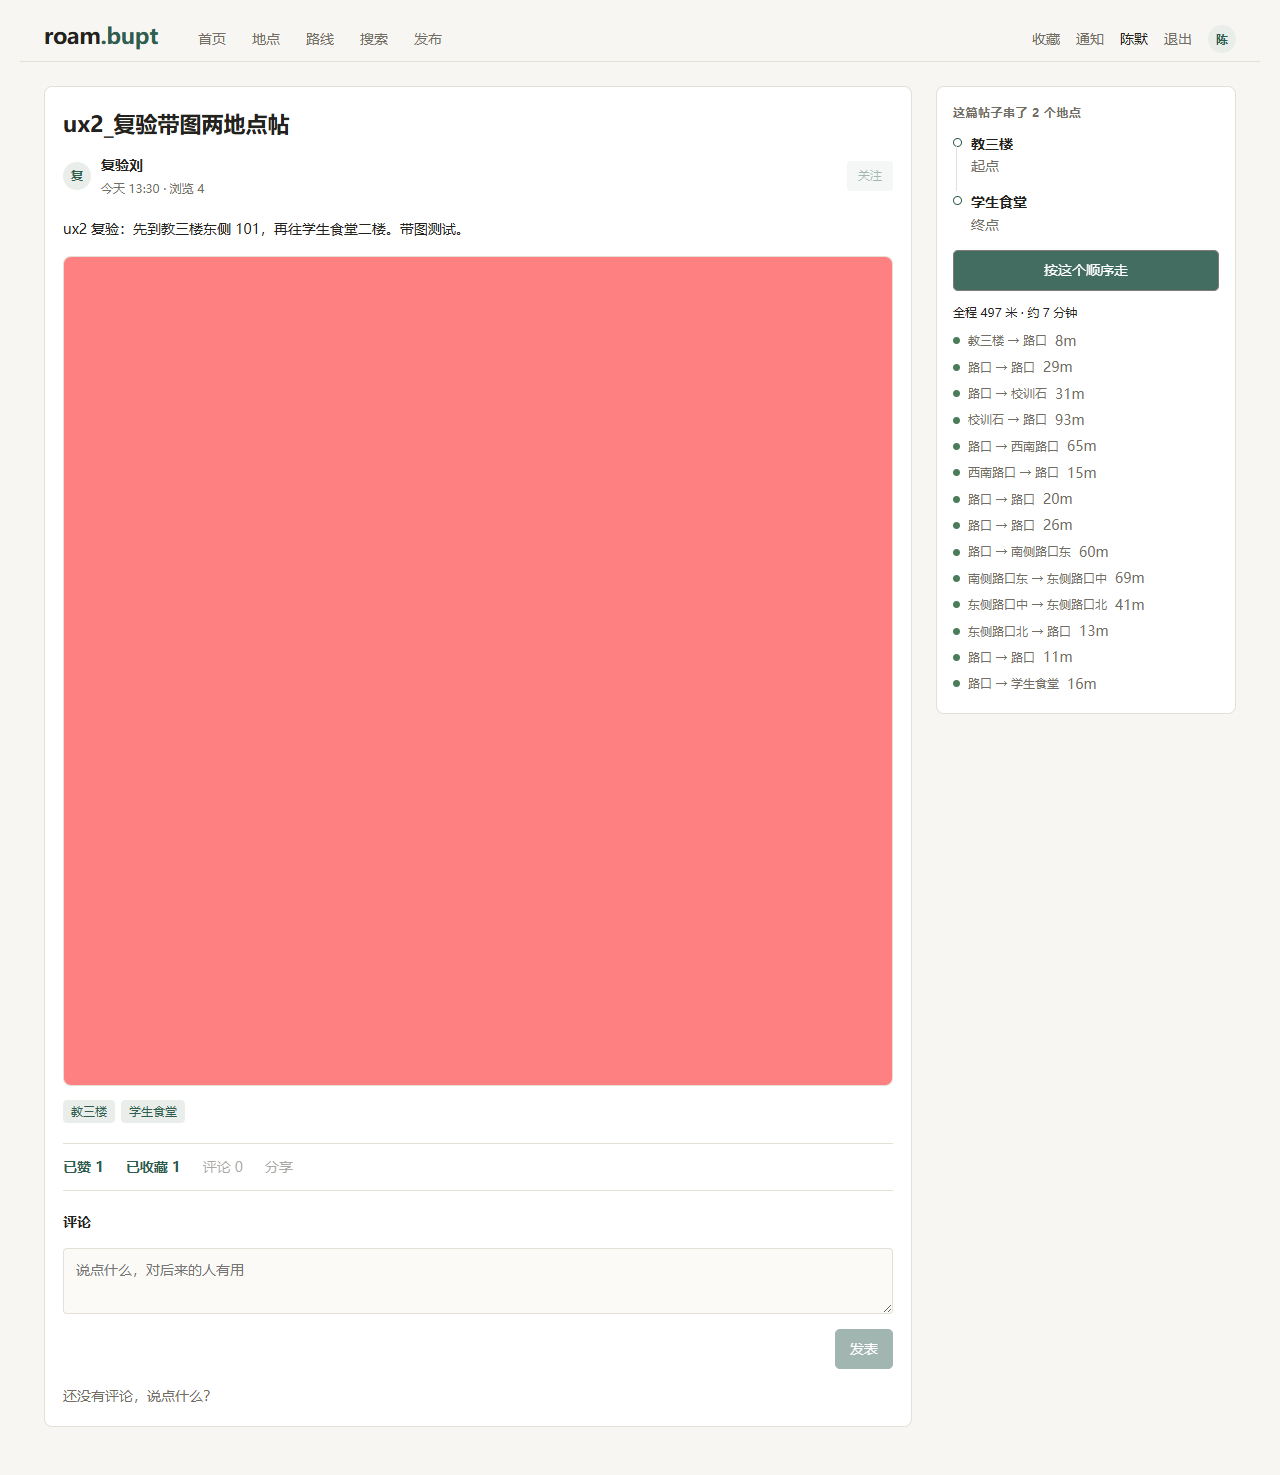 roam.bupt
首页 地点 路线 搜索 发布
收藏 通知 陈默 退出 陈
ux2_复验带图两地点帖
复
复验刘
今天 13:30 · 浏览 4
关注
ux2 复验：先到教三楼东侧 101，再往学生食堂二楼。带图测试。
教三楼 学生食堂
已赞 1 已收藏 1 评论 0 分享
评论
说点什么，对后来的人有用
发表
还没有评论，说点什么？
这篇帖子串了 2 个地点
教三楼
起点
学生食堂
终点
按这个顺序走
全程 497 米 · 约 7 分钟
教三楼 → 路口 8m
路口 → 路口 29m
路口 → 校训石 31m
校训石 → 路口 93m
路口 → 西南路口 65m
西南路口 → 路口 15m
路口 → 路口 20m
路口 → 路口 26m
路口 → 南侧路口东 60m
南侧路口东 → 东侧路口中 69m
东侧路口中 → 东侧路口北 41m
东侧路口北 → 路口 13m
路口 → 路口 11m
路口 → 学生食堂 16m